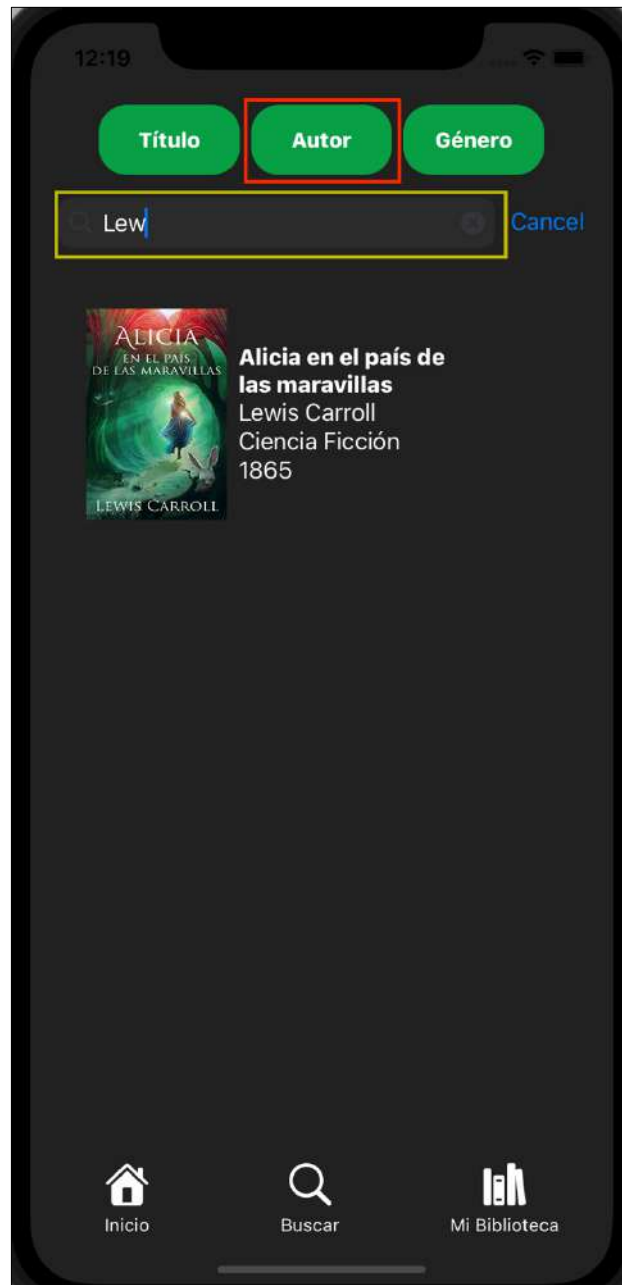 12:19
Título Autor Género
Lew Cancel
ALICIA
EN EL PAÍS
DE LAS MARAVILLAS
LEWIS CARROLL
Alicia en el país de
las maravillas
Lewis Carroll
Ciencia Ficción
1865
Inicio Buscar Mi Biblioteca